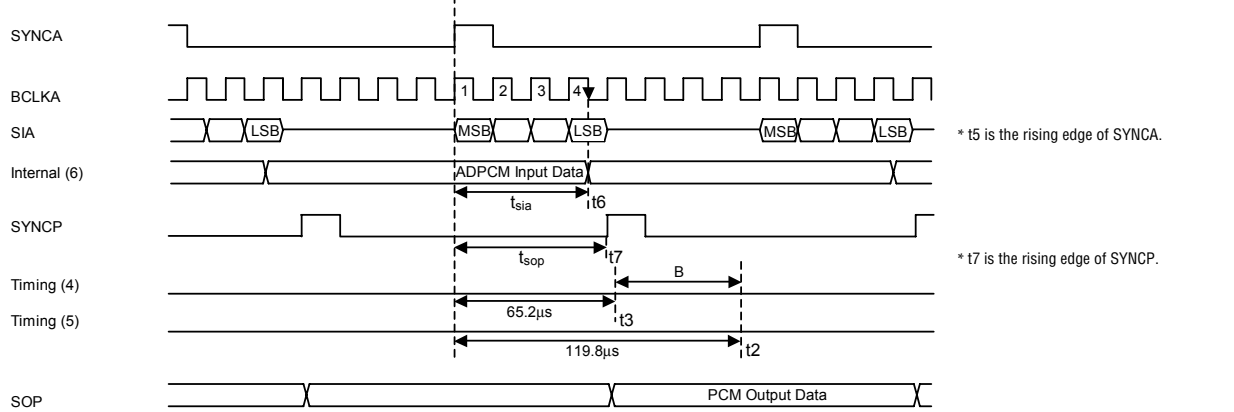 SYNCA
BCLKA
1 2 3 4
SIA
LSB MSB LSB MSB LSB
* t5 is the rising edge of SYNCA.
Internal (6)
ADPCM Input Data
tsia t6
SYNCP
tsop t7
* t7 is the rising edge of SYNCP.
B
Timing (4)
65.2µs t3
Timing (5)
119.8µs t2
SOP
PCM Output Data